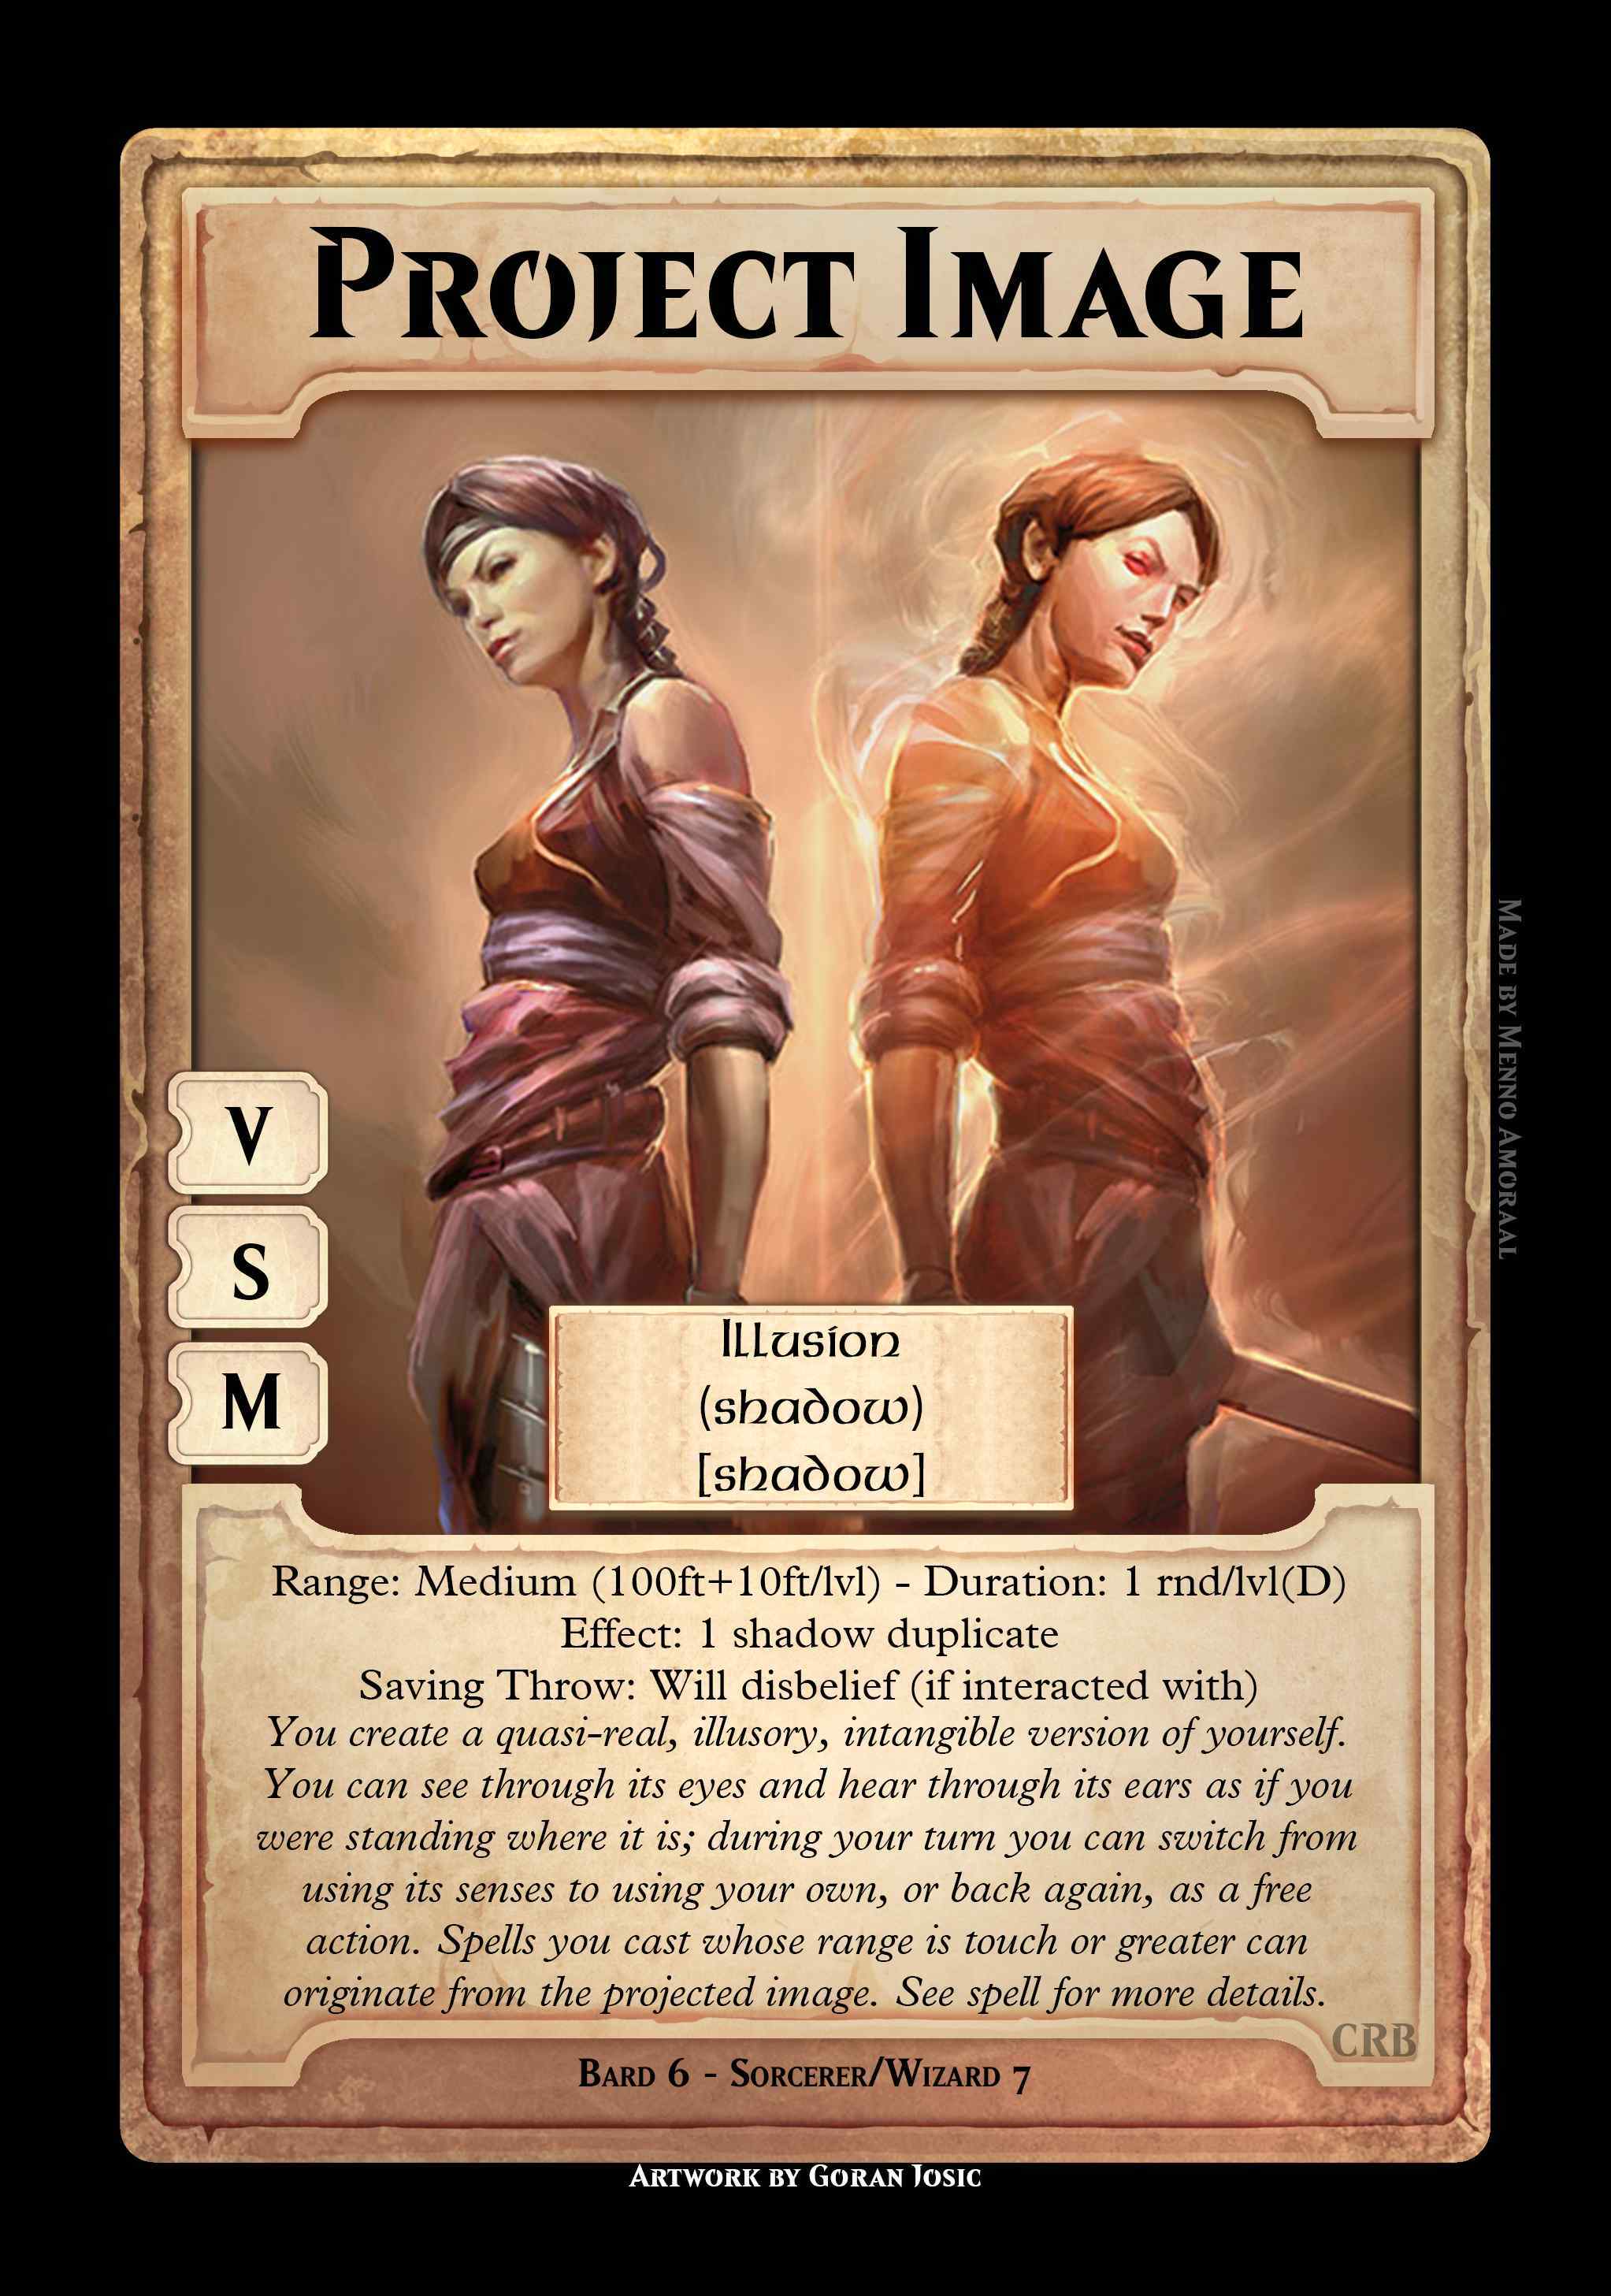 Project Image
V
S
M
Illusion
(shadow)
[shadow]
Range: Medium (100ft+10ft/lvl) - Duration: 1 rnd/lvl(D)
Effect: 1 shadow duplicate
Saving Throw: Will disbelief (if interacted with)
You create a quasi-real, illusory, intangible version of yourself.
You can see through its eyes and hear through its ears as if you
were standing where it is; during your turn you can switch from
using its senses to using your own, or back again, as a free
action. Spells you cast whose range is touch or greater can
originate from the projected image. See spell for more details.
CRB
Bard 6 - Sorcerer/Wizard 7
Artwork by Goran Josic
Made by Menno Amoraal